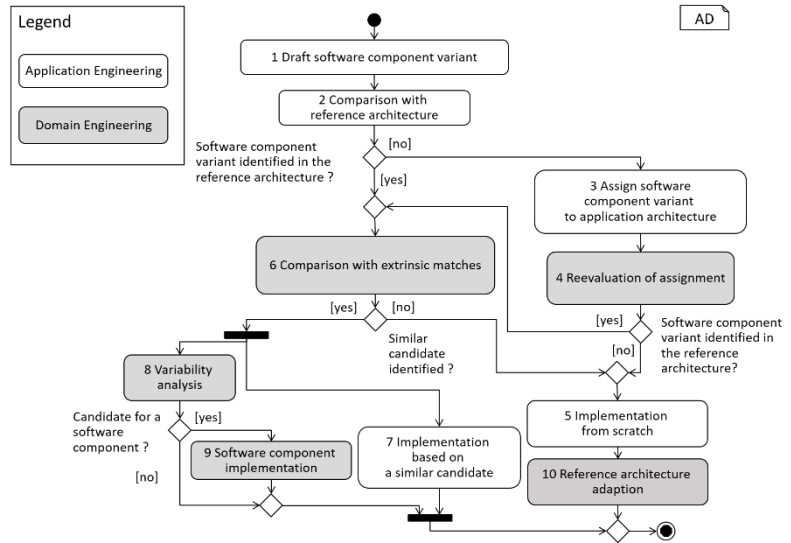 Legend
Application Engineering
Domain Engineering
AD
1 Draft software component variant
2 Comparison with
reference architecture
Software component
variant identified in the
reference architecture ?
[no]
[yes]
3 Assign software
component variant
to application architecture
6 Comparison with extrinsic matches
4 Reevaluation of assignment
[yes]
[no]
Similar
candidate
identified ?
[yes]
[no]
Software component
variant identified in
the reference
architecture?
8 Variability
analysis
Candidate for a
software
component ?
[yes]
[no]
9 Software component
implementation
7 Implementation
based on
a similar candidate
5 Implementation
from scratch
10 Reference architecture
adaption